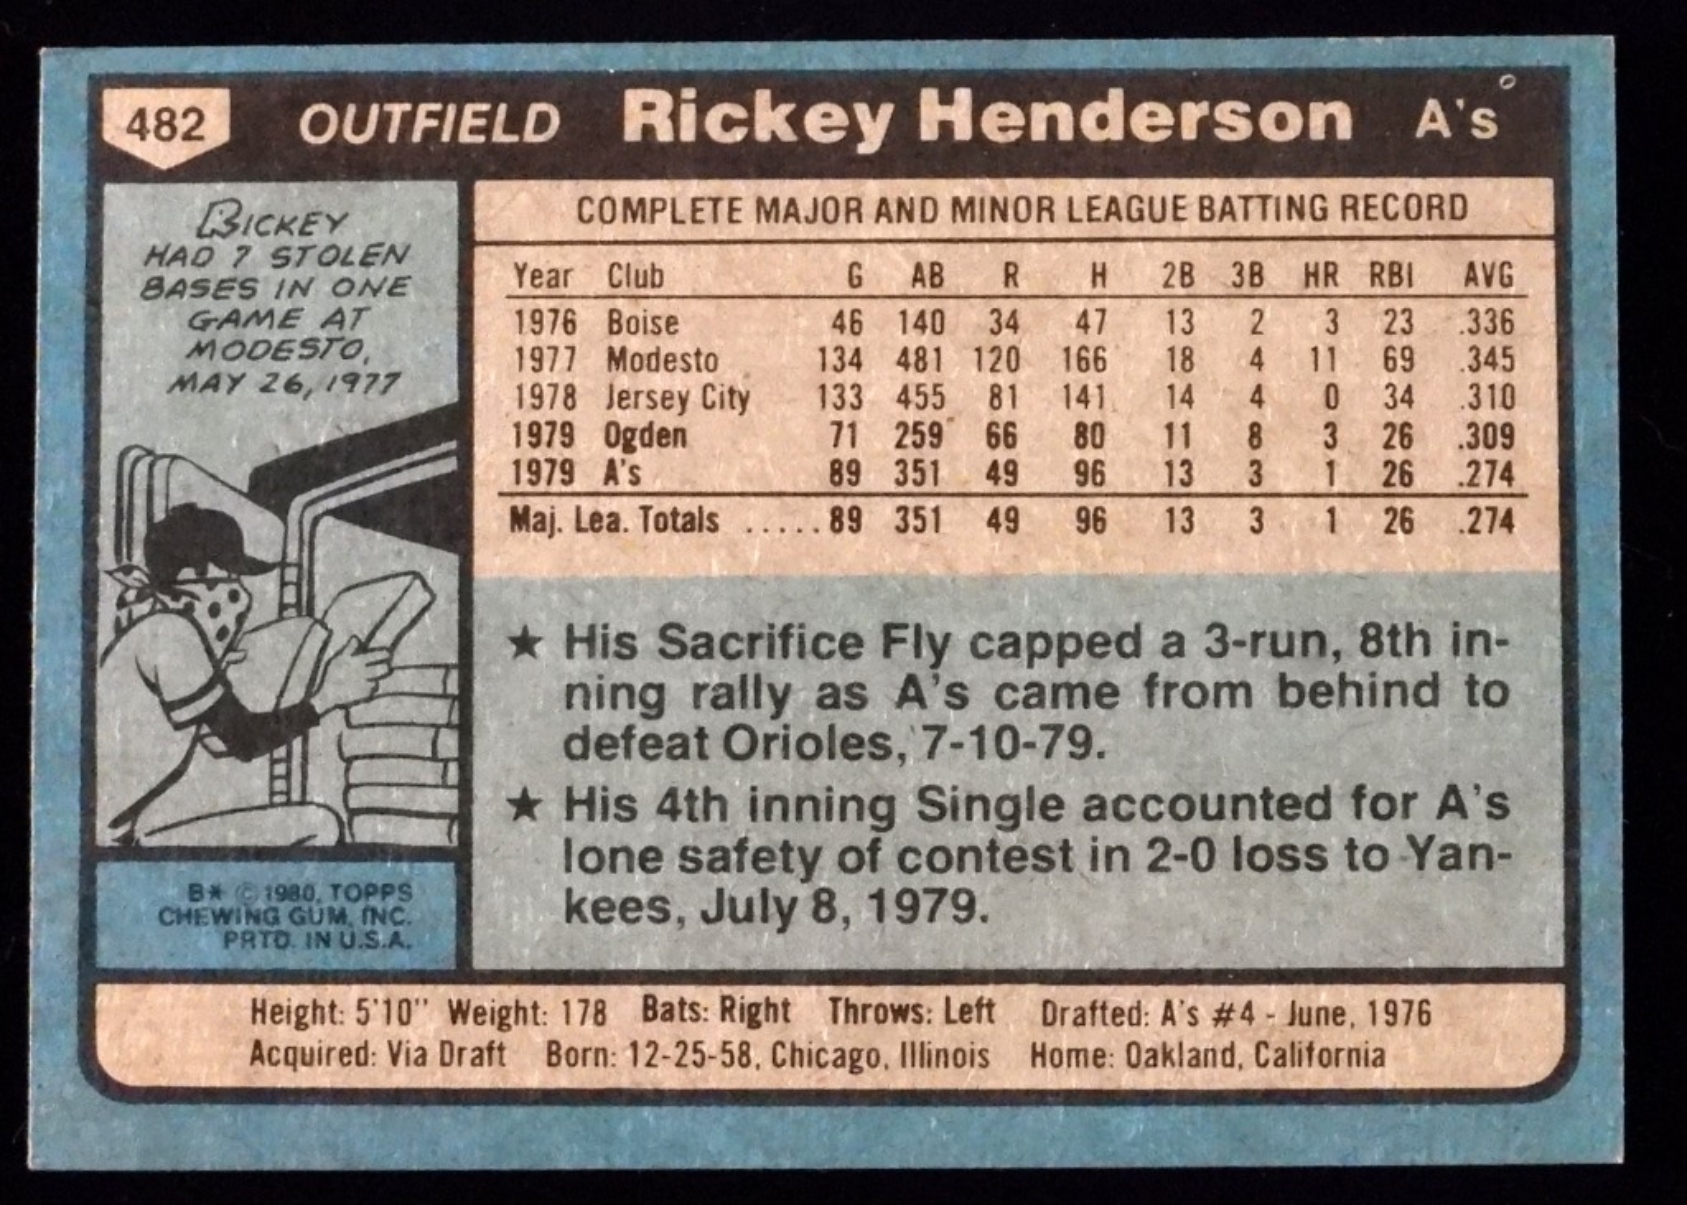 482 OUTFIELD Rickey Henderson A's
RICKEY
HAD 7 STOLEN
BASES IN ONE
GAME AT
MODESTO,
MAY 26, 1977
COMPLETE MAJOR AND MINOR LEAGUE BATTING RECORD
Year Club G AB R H 2B 3B HR RBI AVG
1976 Boise 46 140 34 47 13 2 3 23 .336
1977 Modesto 134 481 120 166 18 4 11 69 .345
1978 Jersey City 133 455 81 141 14 4 0 34 .310
1979 Ogden 71 259 66 80 11 8 3 26 .309
1979 A's 89 351 49 96 13 3 1 26 .274
Maj. Lea. Totals .....89 351 49 96 13 3 1 26 .274
★ His Sacrifice Fly capped a 3-run, 8th in-
ning rally as A's came from behind to
defeat Orioles, 7-10-79.
★ His 4th inning Single accounted for A's
lone safety of contest in 2-0 loss to Yan-
kees, July 8, 1979.
B* © 1980, TOPPS
CHEWING GUM, INC.
PRTD. IN U.S.A.
Height: 5'10" Weight: 178 Bats: Right Throws: Left Drafted: A's #4 - June, 1976
Acquired: Via Draft Born: 12-25-58, Chicago, Illinois Home: Oakland, California